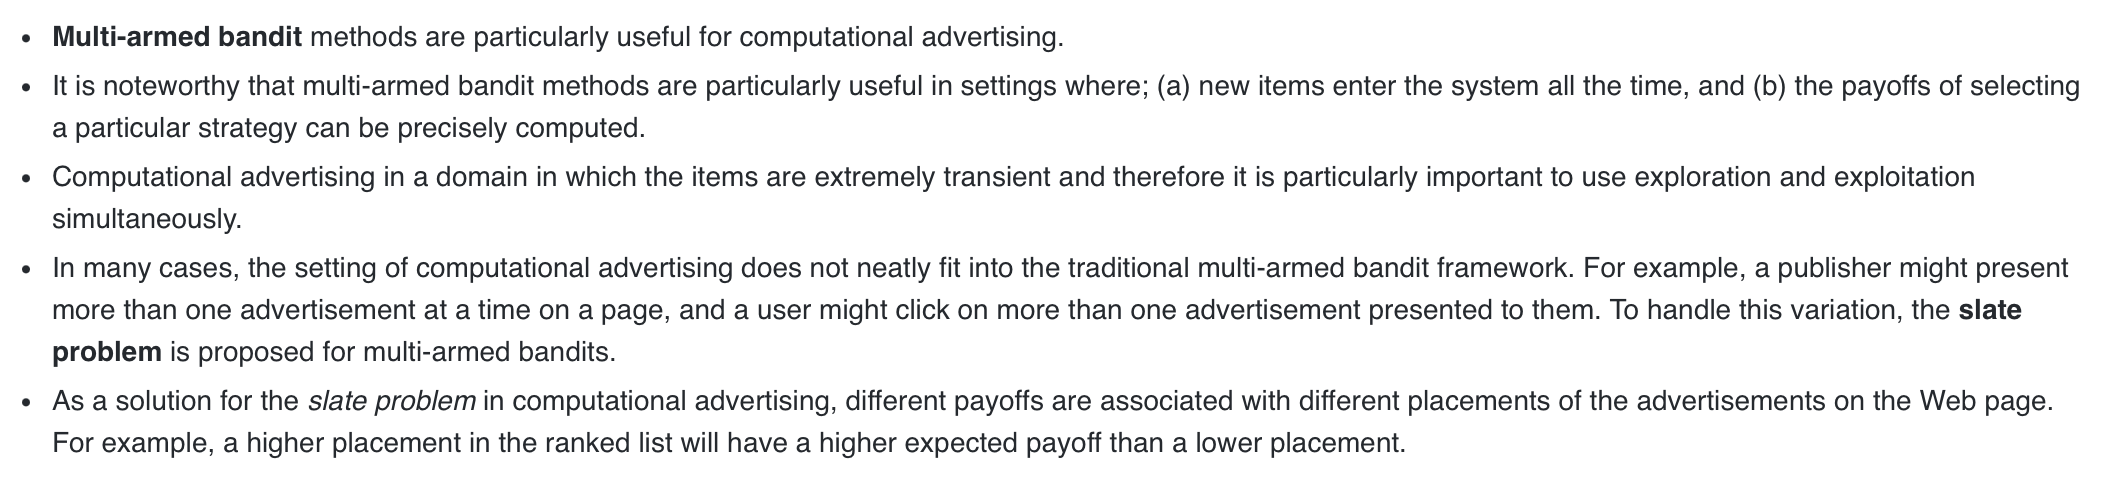 • Multi-armed bandit methods are particularly useful for computational advertising.
• It is noteworthy that multi-armed bandit methods are particularly useful in settings where; (a) new items enter the system all the time, and (b) the payoffs of selecting
a particular strategy can be precisely computed.
• Computational advertising in a domain in which the items are extremely transient and therefore it is particularly important to use exploration and exploitation
simultaneously.
• In many cases, the setting of computational advertising does not neatly fit into the traditional multi-armed bandit framework. For example, a publisher might present
more than one advertisement at a time on a page, and a user might click on more than one advertisement presented to them. To handle this variation, the slate
problem is proposed for multi-armed bandits.
• As a solution for the slate problem in computational advertising, different payoffs are associated with different placements of the advertisements on the Web page.
For example, a higher placement in the ranked list will have a higher expected payoff than a lower placement.